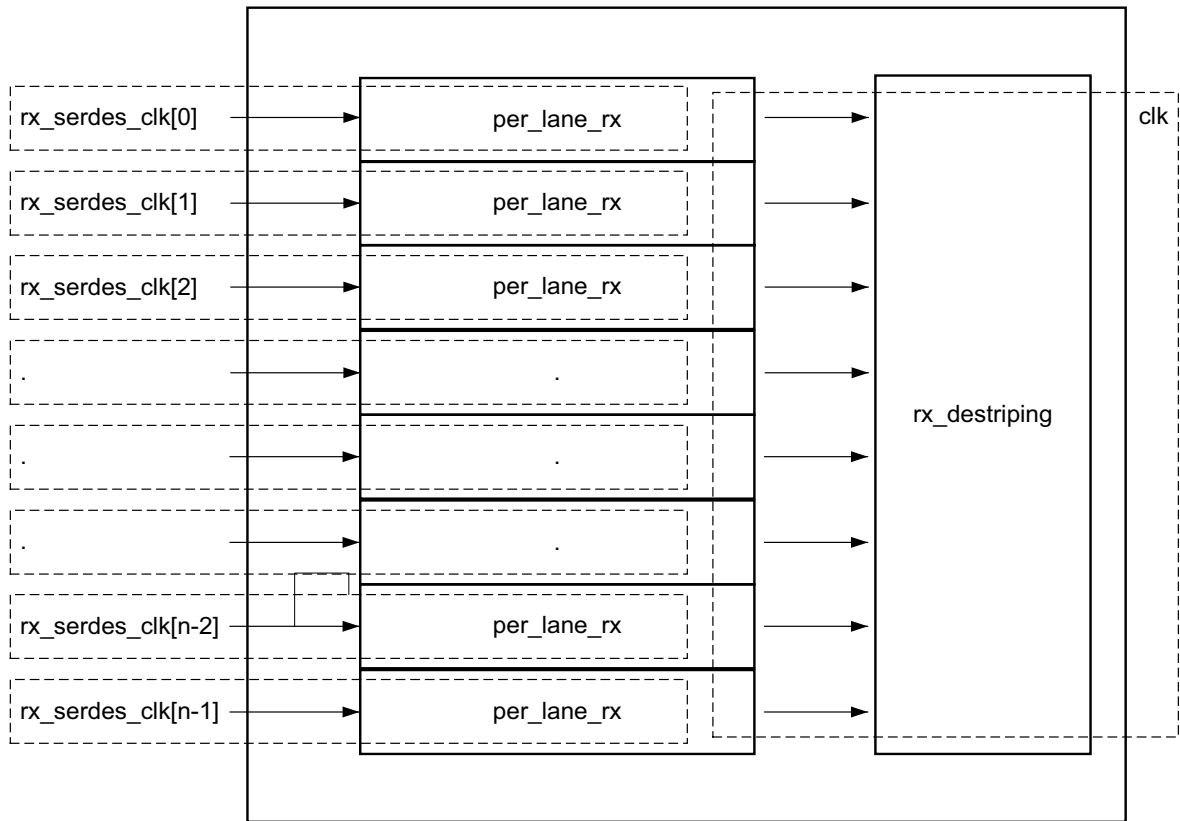 rx_serdes_clk[0]
per_lane_rx
clk
rx_serdes_clk[1]
per_lane_rx
rx_serdes_clk[2]
per_lane_rx
.
.
rx_destriping
.
.
.
.
rx_serdes_clk[n-2]
per_lane_rx
rx_serdes_clk[n-1]
per_lane_rx